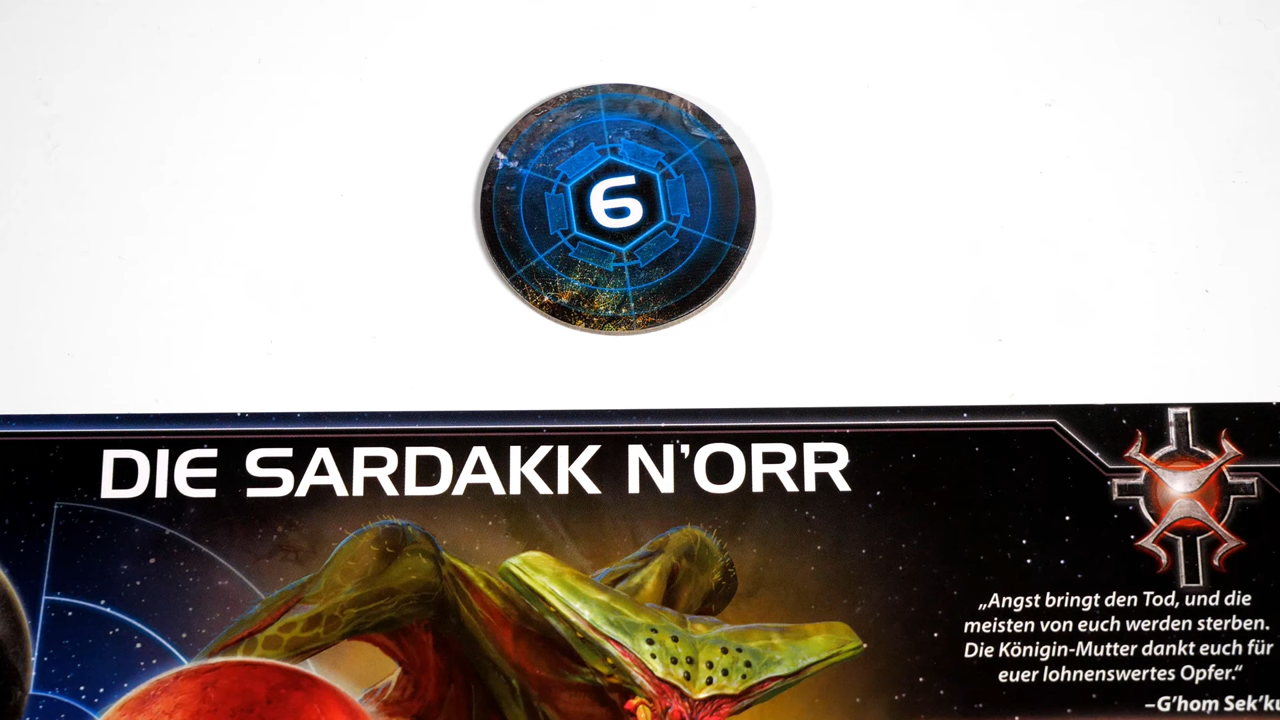 6
DIE SARDAKK N'ORR
„Angst bringt den Tod, und die
meisten von euch werden sterben.
Die Königin-Mutter dankt euch für
euer lohnenswertes Opfer.“
–G'hom Sek'ku